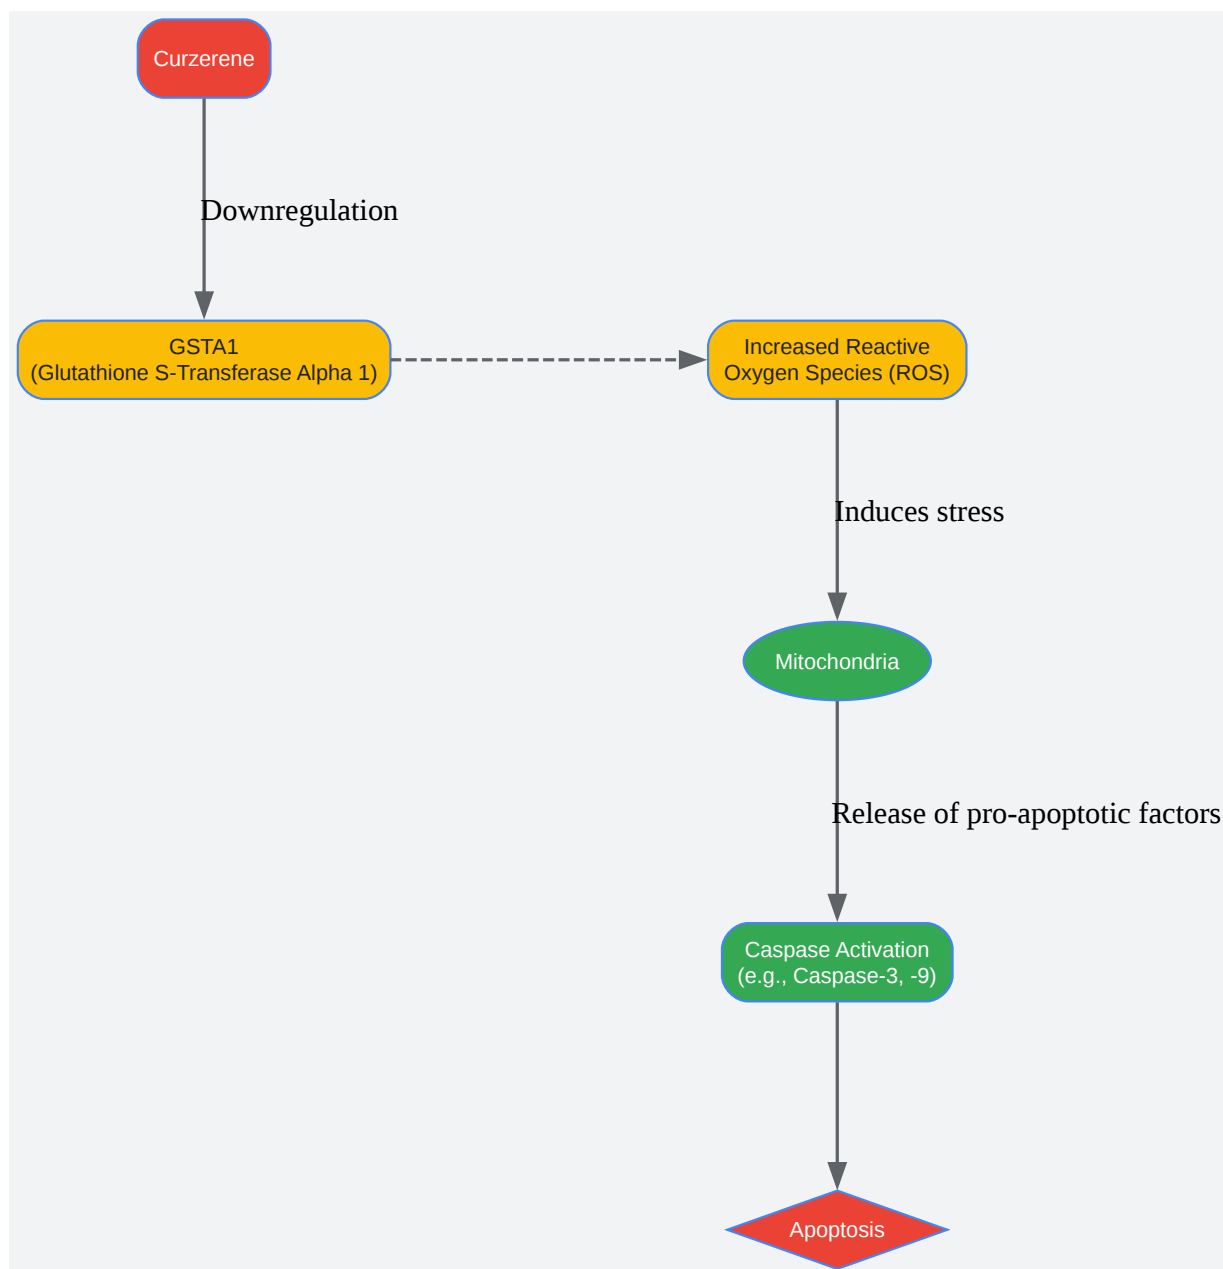 Curzerene
Downregulation
GSTA1
(Glutathione S-Transferase Alpha 1)
Increased Reactive
Oxygen Species (ROS)
Induces stress
Mitochondria
Release of pro-apoptotic factors
Caspase Activation
(e.g., Caspase-3, -9)
Apoptosis